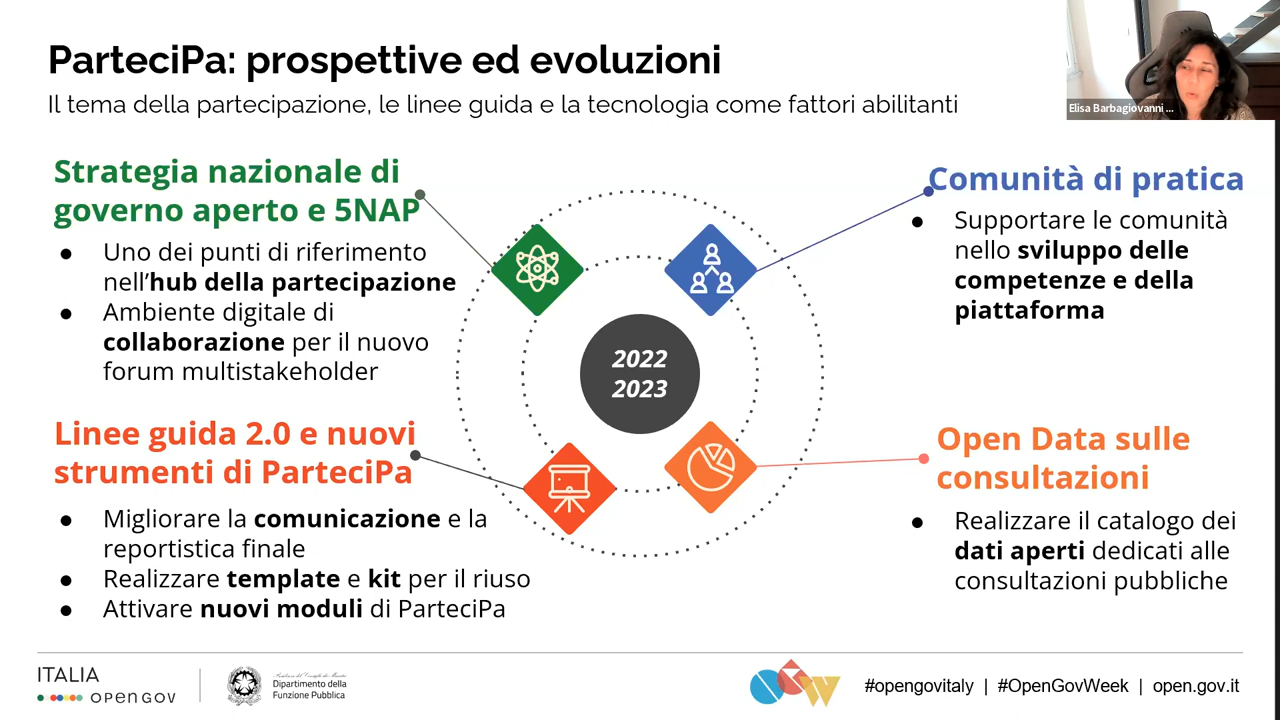 ParteciPa: prospettive ed evoluzioni
Il tema della partecipazione, le linee guida e la tecnologia come fattori abilitanti
Elisa Barbagiovanni ...
Strategia nazionale di
governo aperto e 5NAP
● Uno dei punti di riferimento
nell’hub della partecipazione
● Ambiente digitale di
collaborazione per il nuovo
forum multistakeholder
Comunità di pratica
● Supportare le comunità
nello sviluppo delle
competenze e della
piattaforma
2022
2023
Linee guida 2.0 e nuovi
strumenti di ParteciPa
● Migliorare la comunicazione e la
reportistica finale
● Realizzare template e kit per il riuso
● Attivare nuovi moduli di ParteciPa
Open Data sulle
consultazioni
● Realizzare il catalogo dei
dati aperti dedicati alle
consultazioni pubbliche
ITALIA
open gov
Dipartimento della
Funzione Pubblica
OGW
#opengovitaly | #OpenGovWeek | open.gov.it